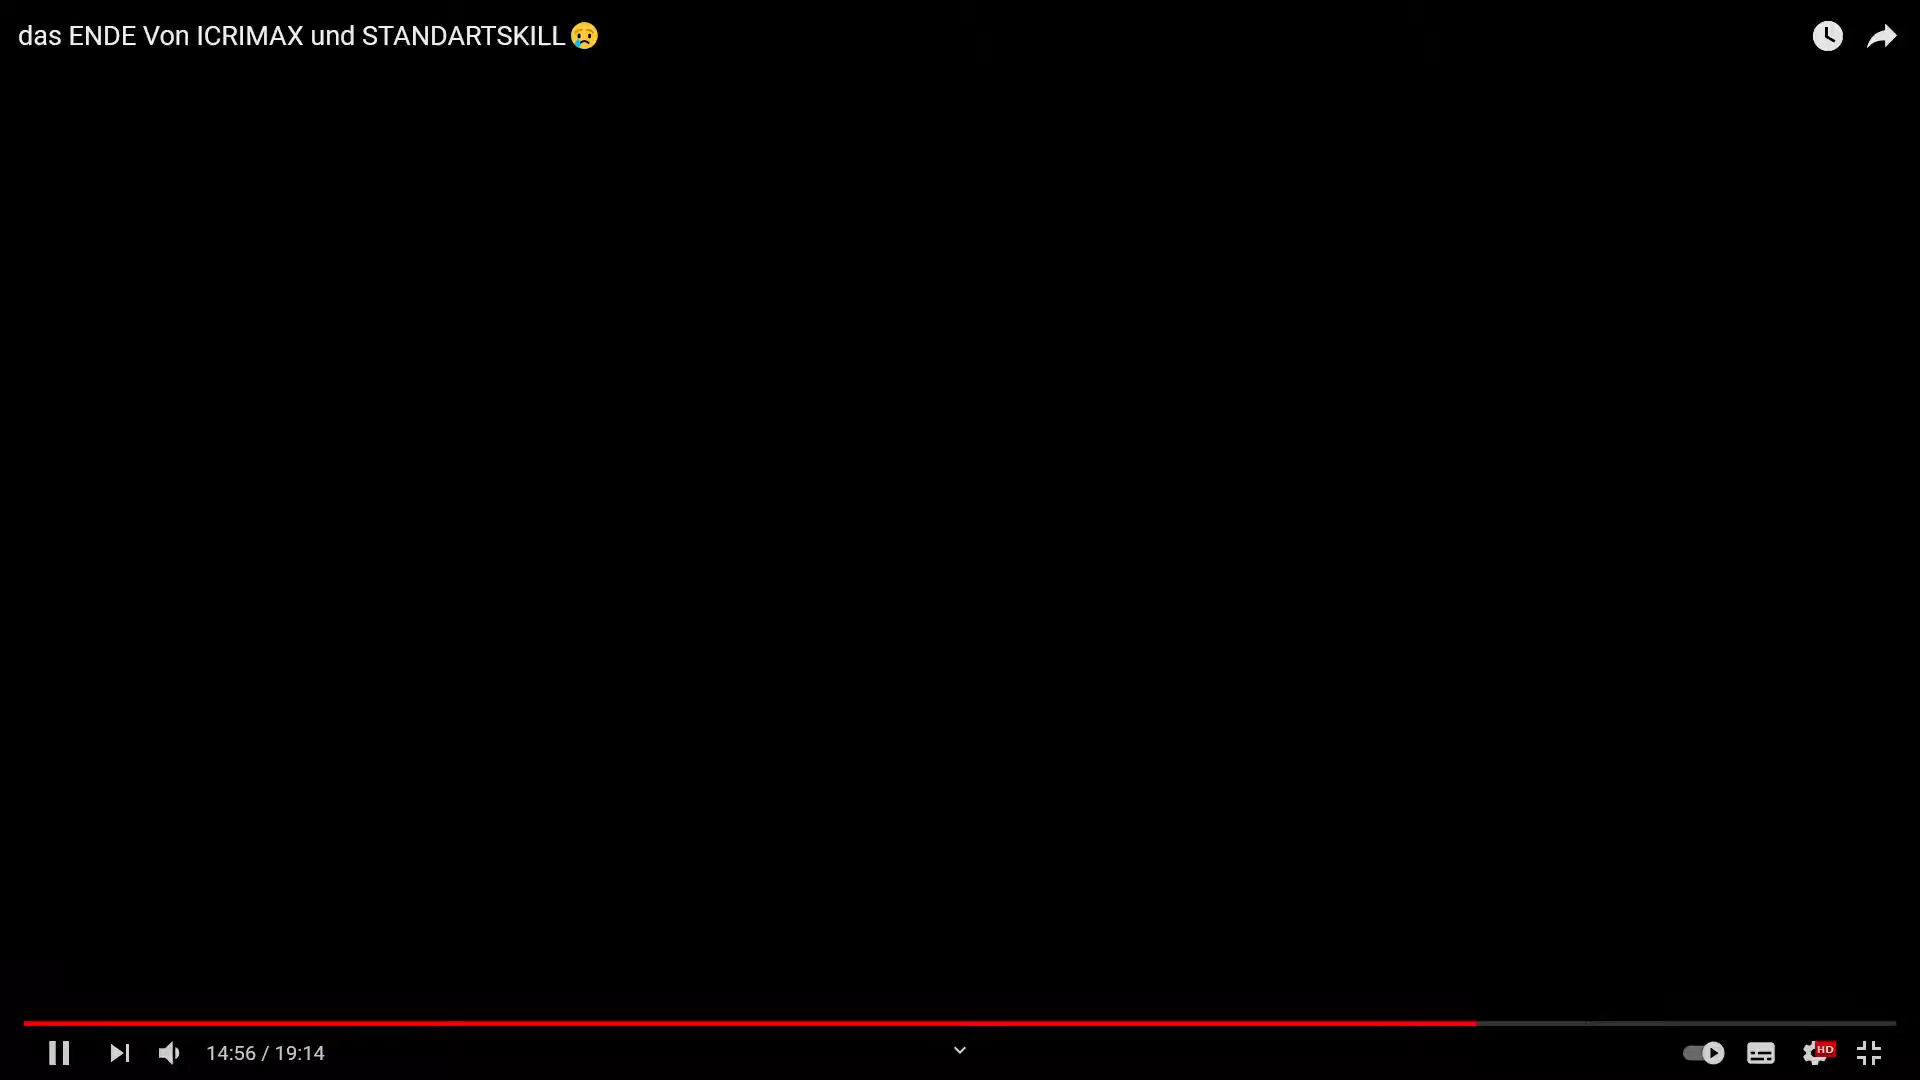 das ENDE Von ICRIMAX und STANDARTSKILL😢
14:56 / 19:14
HD